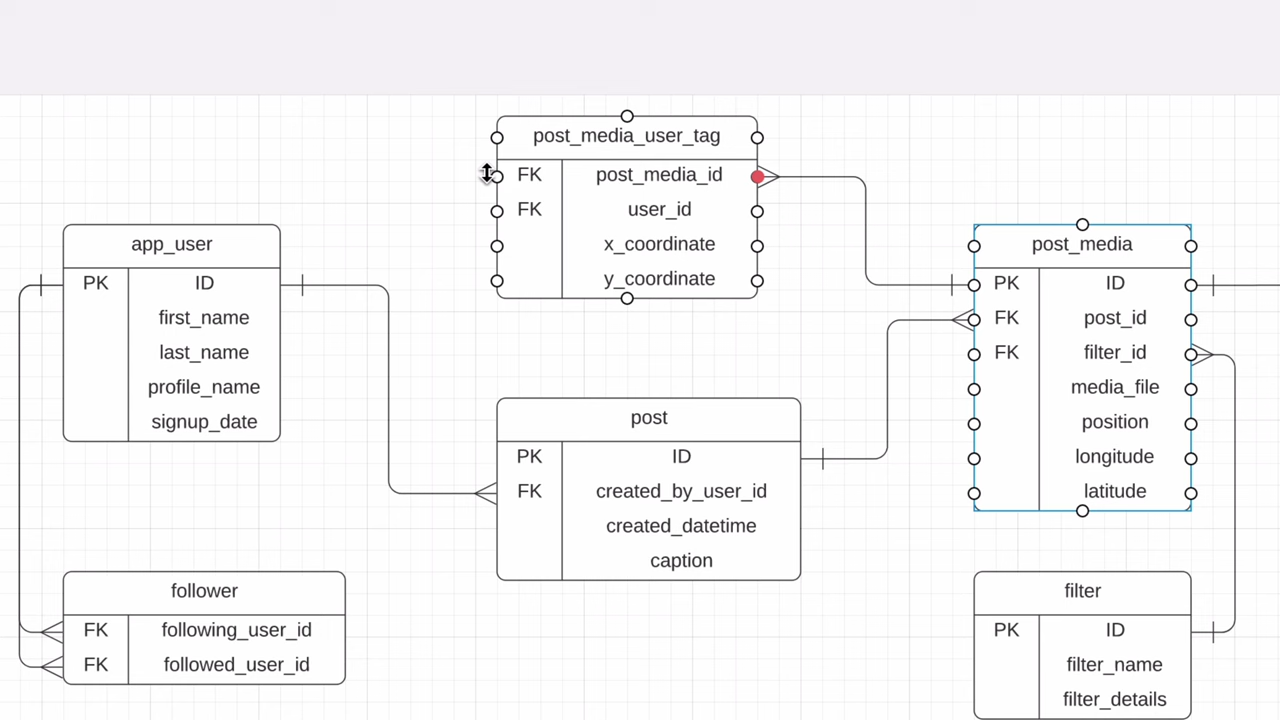 post_media_user_tag
FK post_media_id
FK user_id
x_coordinate
y_coordinate
app_user
PK ID
first_name
last_name
profile_name
signup_date
post_media
PK ID
FK post_id
FK filter_id
media_file
position
longitude
latitude
post
PK ID
FK created_by_user_id
created_datetime
caption
follower
FK following_user_id
FK followed_user_id
filter
PK ID
filter_name
filter_details